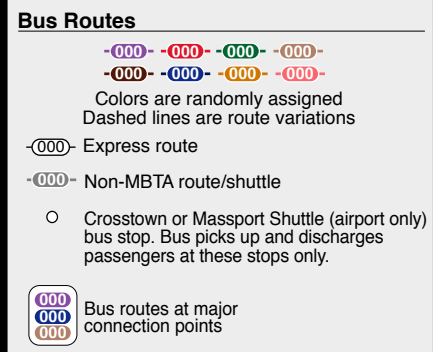 Bus Routes
000 000 000 000
000 000 000 000
Colors are randomly assigned
Dashed lines are route variations
000 Express route
000 Non-MBTA route/shuttle
Crosstown or Massport Shuttle (airport only)
bus stop. Bus picks up and discharges
passengers at these stops only.
000
000
000
Bus routes at major
connection points